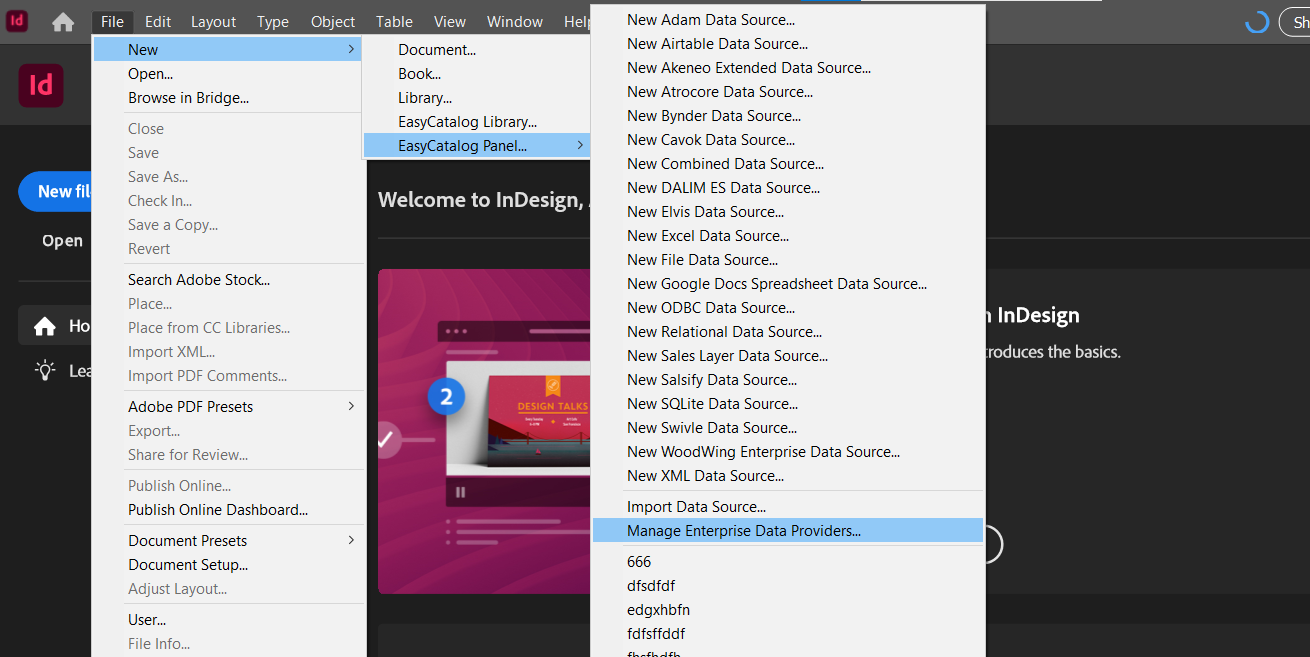 Id
File Edit Layout Type Object Table View Window Help
Sh
Id
New file
Open
Ho
Lea
New
Open...
Browse in Bridge...
Close
Save
Save As...
Check In...
Save a Copy...
Revert
Search Adobe Stock...
Place...
Place from CC Libraries...
Import XML...
Import PDF Comments...
Adobe PDF Presets
Export...
Share for Review...
Publish Online...
Publish Online Dashboard...
Document Presets
Document Setup...
Adjust Layout...
User...
File Info...
Document...
Book...
Library...
EasyCatalog Library...
EasyCatalog Panel...
Welcome to InDesign,
2
DESIGN TALKS
New Adam Data Source...
New Airtable Data Source...
New Akeneo Extended Data Source...
New Atrocore Data Source...
New Bynder Data Source...
New Cavok Data Source...
New Combined Data Source...
New DALIM ES Data Source...
New Elvis Data Source...
New Excel Data Source...
New File Data Source...
New Google Docs Spreadsheet Data Source...
New ODBC Data Source...
New Relational Data Source...
New Sales Layer Data Source...
New Salsify Data Source...
New SQLite Data Source...
New Swivle Data Source...
New WoodWing Enterprise Data Source...
New XML Data Source...
Import Data Source...
Manage Enterprise Data Providers...
666
dfsdfdf
edgxhbfn
fdfsffddf
InDesign
troduces the basics.